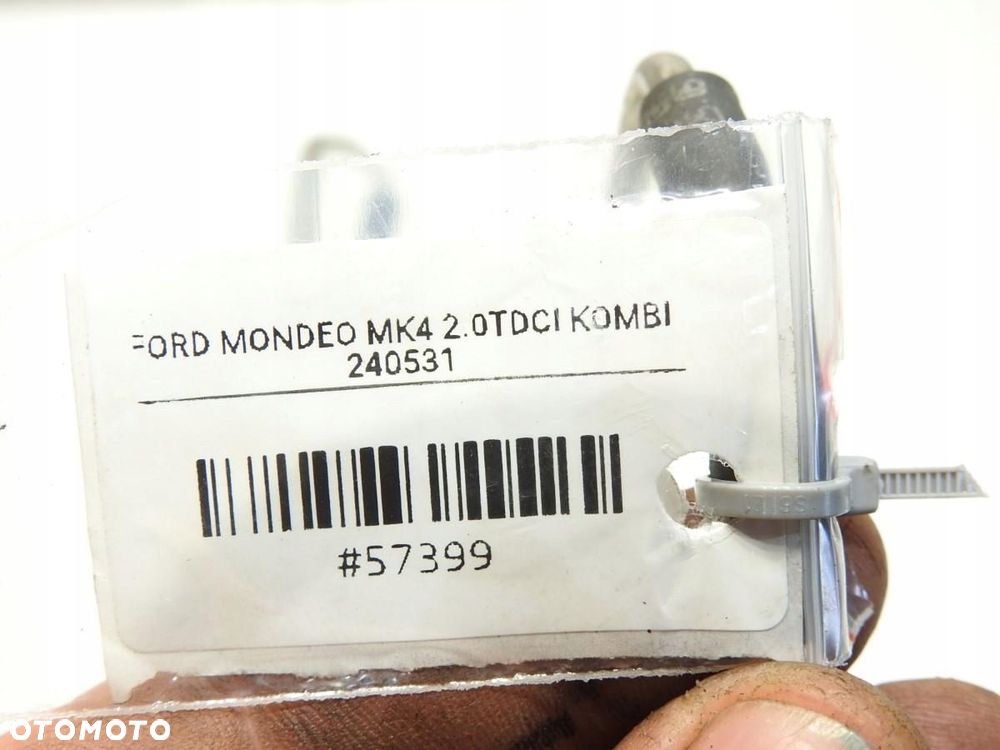 FORD MONDEO MK4 2.0TDCI KOMBI
240531
#57399
OTOMOTO